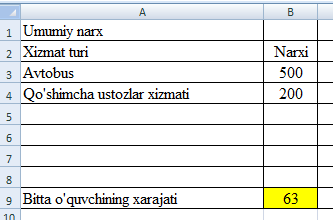 A B
1 Umumiy narx
2 Xizmat turi Narxi
3 Avtobus 500
4 Qo'shimcha ustozlar xizmati 200
5
6
7
8
9 Bitta o'quvchining xarajati 63
10